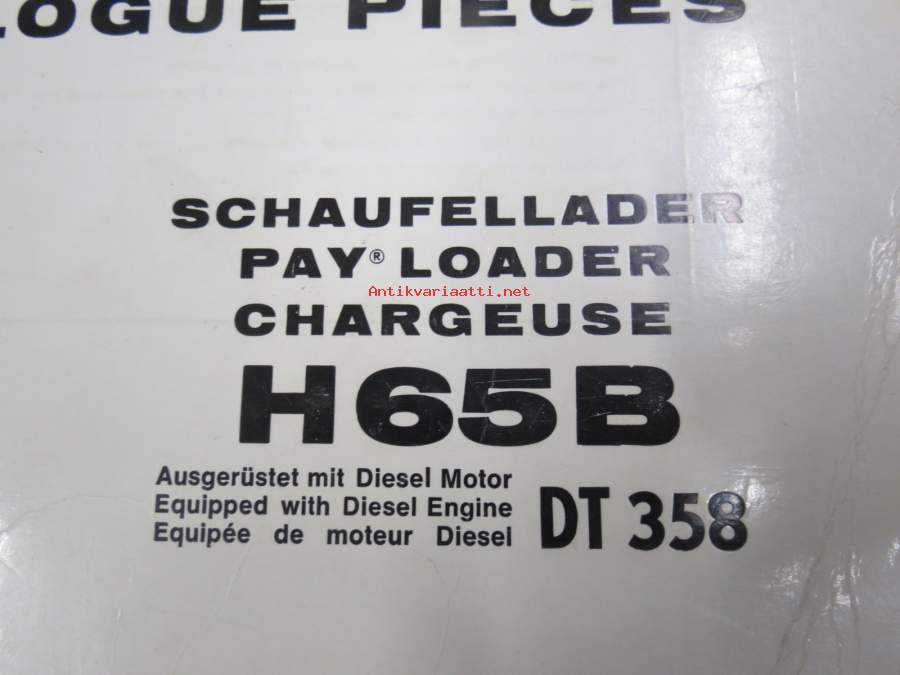 LOGUE PIECES
SCHAUFELLADER
PAY® LOADER
Antikvariaatti.net
CHARGEUSE
H65B
Ausgerüstet mit Diesel Motor
Equipped with Diesel Engine
Equipée de moteur Diesel
DT 358